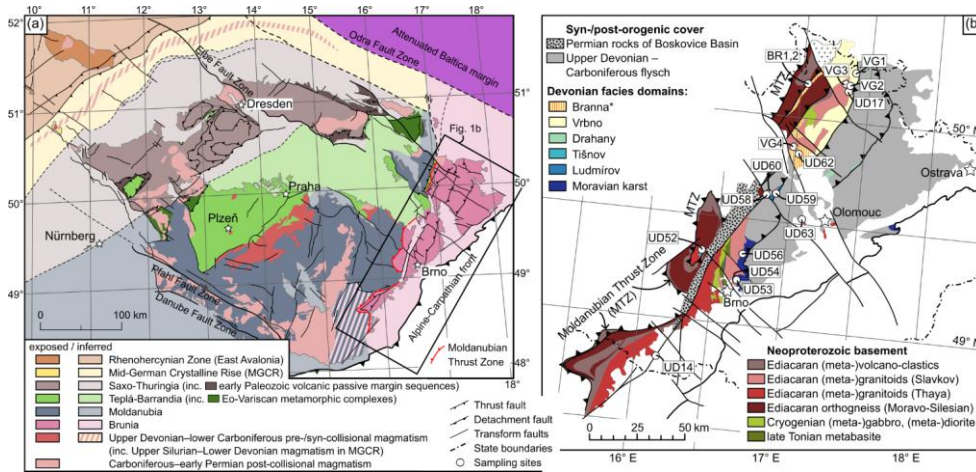 52°
11°
12°
13°
14°
15°
16°
17°
18°
(a)
Attenuated
Baltica margin
Odra Fault Zone
Elbe Fault Zone
51°
51°
Dresden
Fig. 1b
50°
50°
Praha
Plzeň
Nürnberg
Brno
49°
49°
Pfahl Fault Zone
Danube Fault Zone
Alpine-Carpathian front
0 100 km
Moldanubian
Thrust Zone
48°
18°
exposed / inferred
Rhenohercynian Zone (East Avalonia)
Mid-German Crystalline Rise (MGCR)
Saxo-Thuringia (inc. early Paleozoic volcanic passive margin sequences)
Teplá-Barrandia (inc. Eo-Variscan metamorphic complexes)
Moldanubia
Brunia
Upper Devonian–lower Carboniferous pre-/syn-collisional magmatism
(inc. Upper Silurian–Lower Devonian magmatism in MGCR)
Carboniferous–early Permian post-collisional magmatism
Thrust fault
Detachment fault
Transform faults
State boundaries
Sampling sites
(b)
Syn-/post-orogenic cover
Permian rocks of Boskovice Basin
Upper Devonian –
Carboniferous flysch
Devonian facies domains:
Branna*
Vrbno
Drahany
Tišnov
Ludmírov
Moravian karst
BR1,2
MTZ
VG3
VG1
VG2
UD17
VG4
UD62
50° N
UD60
Ostrava
UD58
UD59
MTZ
Olomouc
UD63
UD52
UD56
UD54
UD53
Brno
Moldanubian Thrust Zone
(MTZ)
49° N
UD14
0 25 50 km
16° E
17°
18°
Neoproterozoic basement
Ediacaran (meta-)volcano-clastics
Ediacaran (meta-)granitoids (Slavkov)
Ediacaran (meta-)granitoids (Thaya)
Ediacaran orthogneiss (Moravo-Silesian)
Cryogenian (meta-)gabbro, (meta-)diorite
late Tonian metabasite